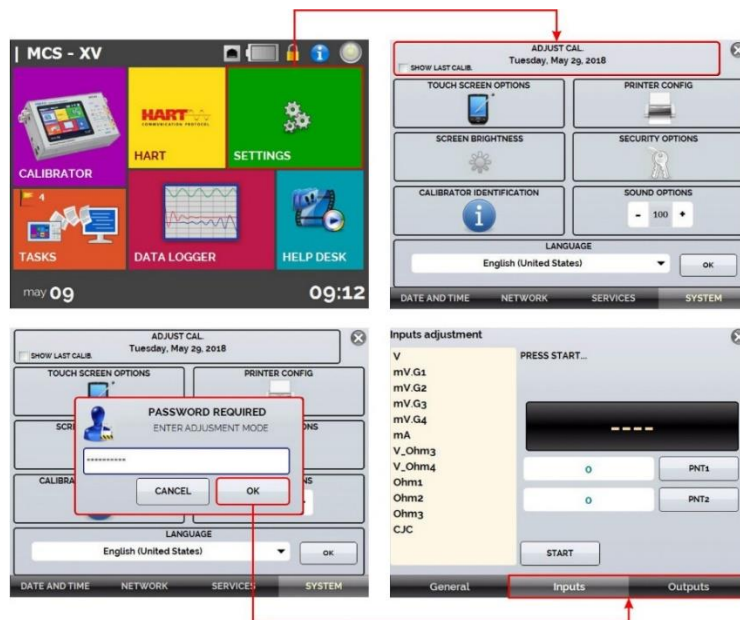 | MCS - XV
HART
COMMUNICATION PROTOCOL
CALIBRATOR
HART
SETTINGS
4
TASKS
DATA LOGGER
HELP DESK
may 09
09:12
ADJUST CAL.
Tuesday, May 29, 2018
SHOW LAST CALIB.
TOUCH SCREEN OPTIONS
PRINTER CONFIG
SCREEN BRIGHTNESS
SECURITY OPTIONS
CALIBRATOR IDENTIFICATION
SOUND OPTIONS
- 100 +
LANGUAGE
English (United States)
OK
DATE AND TIME NETWORK SERVICES SYSTEM
ADJUST CAL.
Tuesday, May 29, 2018
SHOW LAST CALIB.
TOUCH SCREEN OPTIONS
PRINTER CONFIG
SCRE
ONS
PASSWORD REQUIRED
ENTER ADJUSMENT MODE
----------
CANCEL OK
CALIBRA
NS
LANGUAGE
English (United States)
OK
DATE AND TIME NETWORK SERVICES SYSTEM
Inputs adjustment
V
mV.G1
mV.G2
mV.G3
mV.G4
mA
V_Ohm3
V_Ohm4
Ohm1
Ohm2
Ohm3
CJC
PRESS START...
----
0 PNT1
0 PNT2
START
General Inputs Outputs